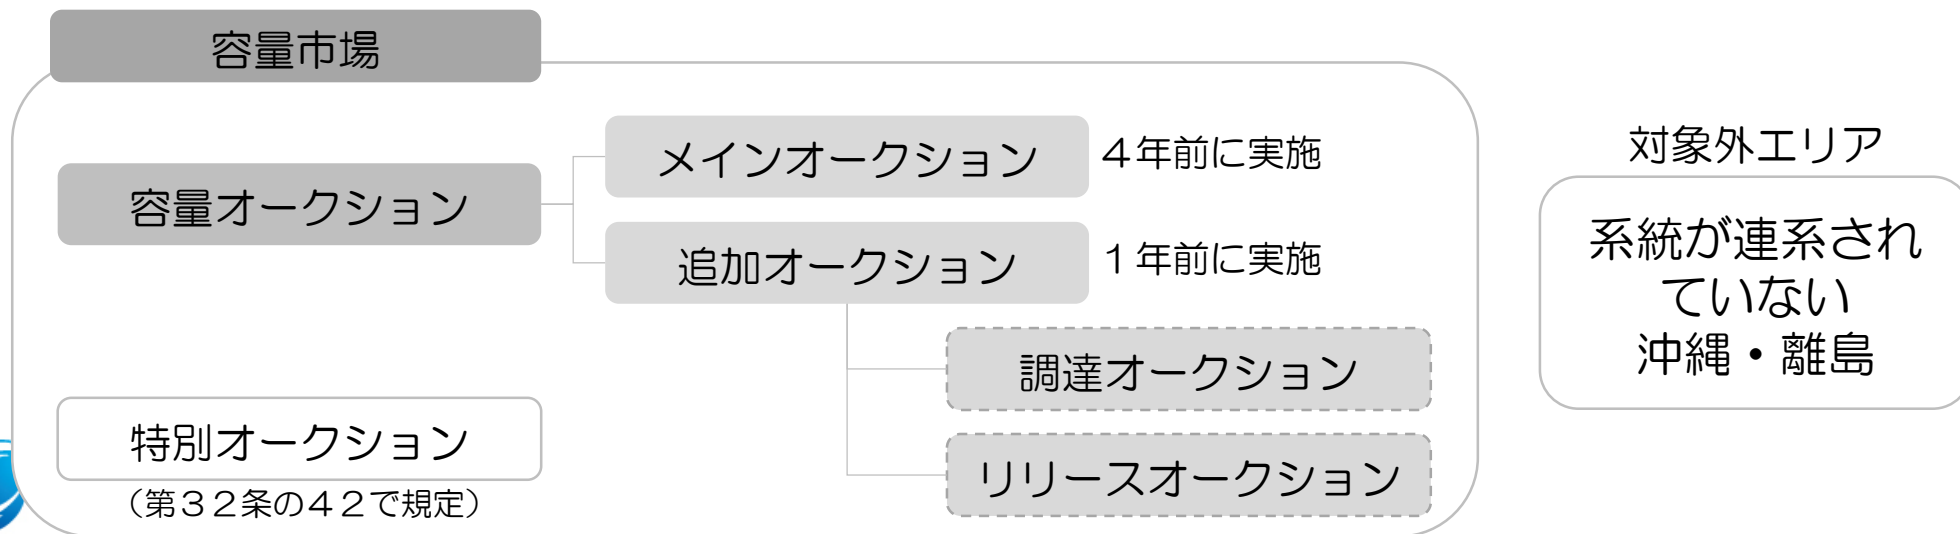 容量市場
メインオークション
４年前に実施
容量オークション
追加オークション
１年前に実施
調達オークション
特別オークション
（第３２条の４２で規定）
リリースオークション
対象外エリア
系統が連系され
ていない
沖縄・離島